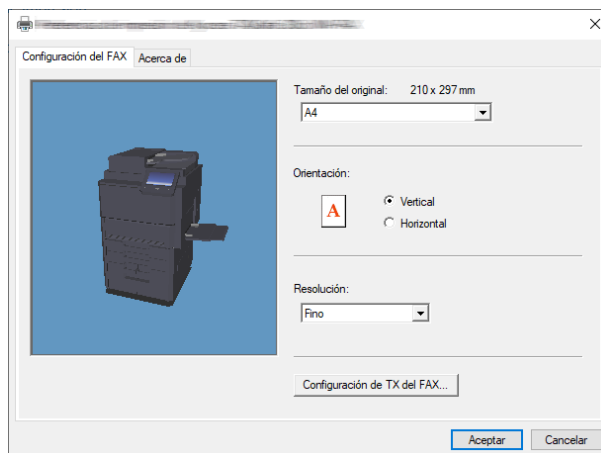 Configuración del FAX
Acerca de
Tamaño del original: 210 x 297 mm
A4
Orientación:
A
Vertical
Horizontal
Resolución:
Fino
Configuración de TX del FAX...
Aceptar
Cancelar